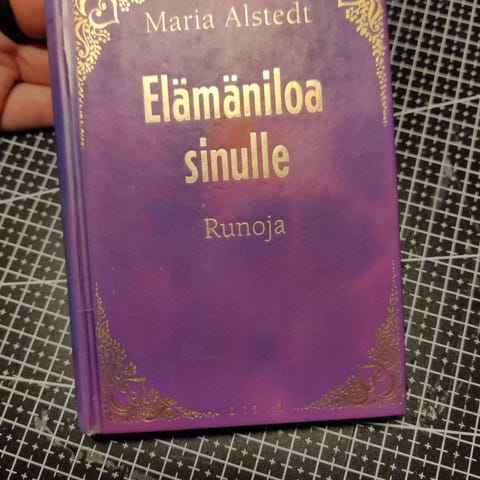 Maria Alstedt
Elämäniloa
sinulle
Runoja